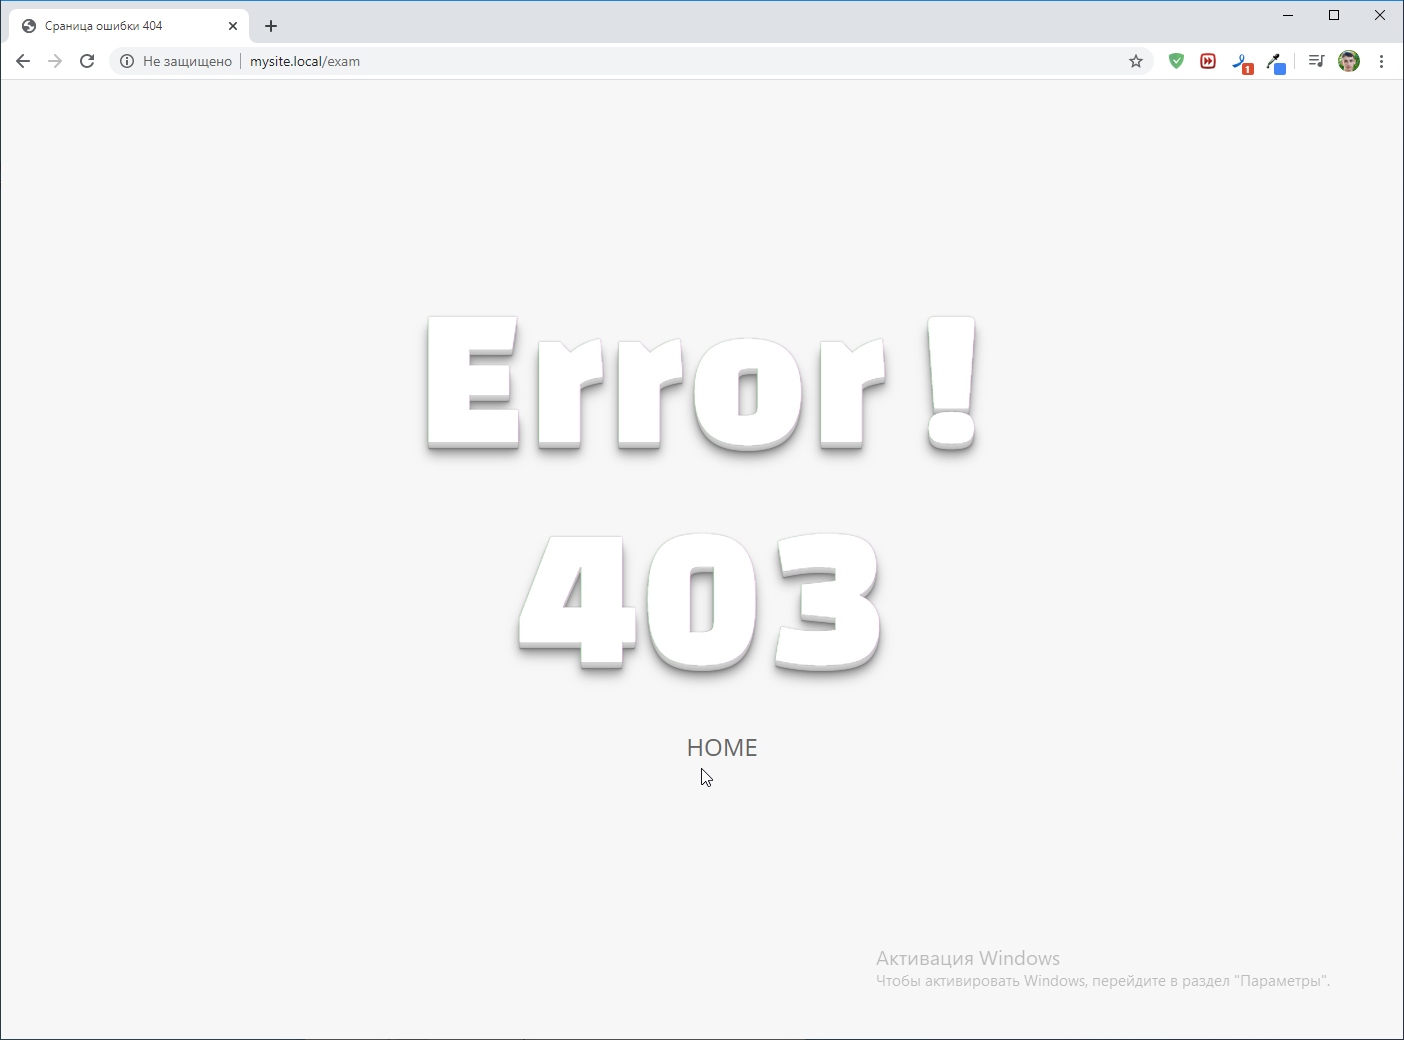 Сраница ошибки 404
Не защищено
mysite.local/exam
1
Error !
403
HOME
Активация Windows
Чтобы активировать Windows, перейдите в раздел "Параметры".